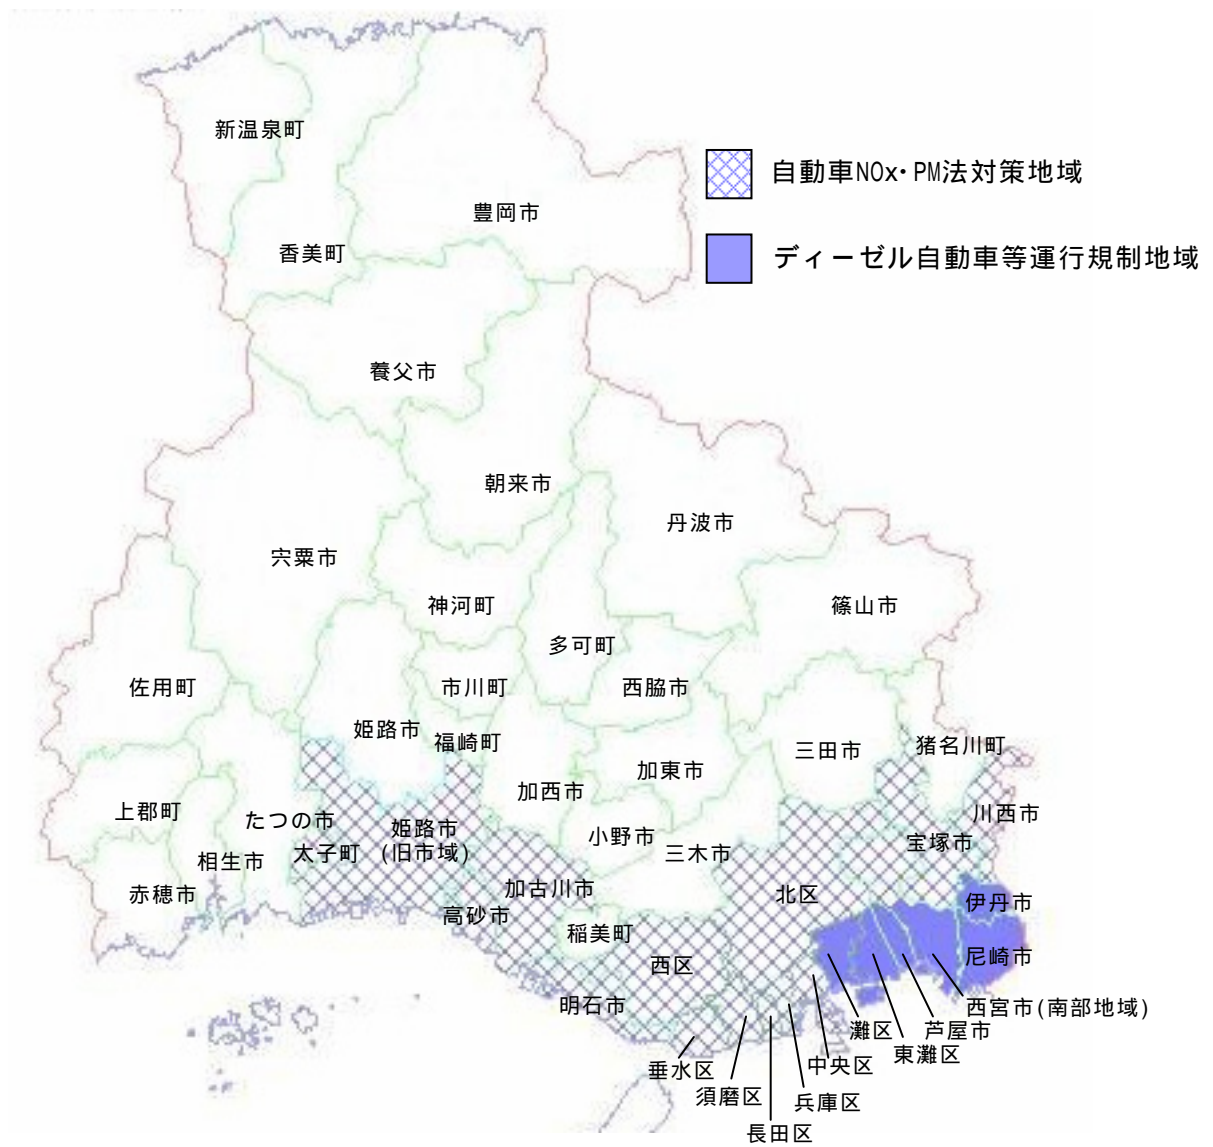 新温泉町
自動車NOx・PM法対策地域
豊岡市
香美町
ディーゼル自動車等運行規制地域
養父市
朝来市
丹波市
宍粟市
神河町
篠山市
多可町
佐用町
市川町
西脇市
姫路市
福崎町
猪名川町
三田市
加東市
加西市
上郡町
たつの市
川西市
姫路市
(旧市域)
小野市
宝塚市
太子町
三木市
相生市
赤穂市
加古川市
北区
伊丹市
高砂市
稲美町
尼崎市
西区
明石市
西宮市(南部地域)
灘区
芦屋市
東灘区
中央区
垂水区
須磨区
兵庫区
長田区